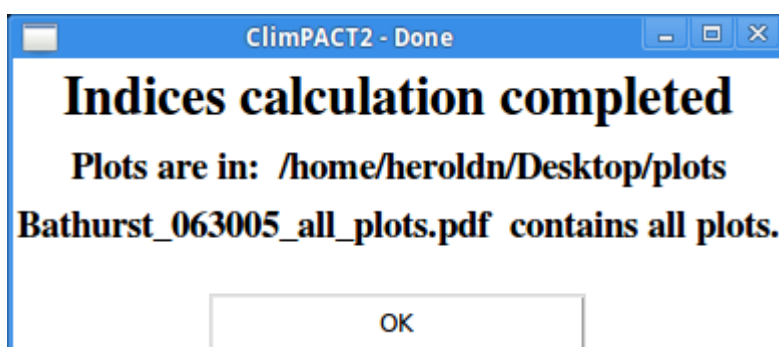 ClimPACT2 - Done
Indices calculation completed
Plots are in: /home/heroldn/Desktop/plots
Bathurst_063005_all_plots.pdf contains all plots.
OK